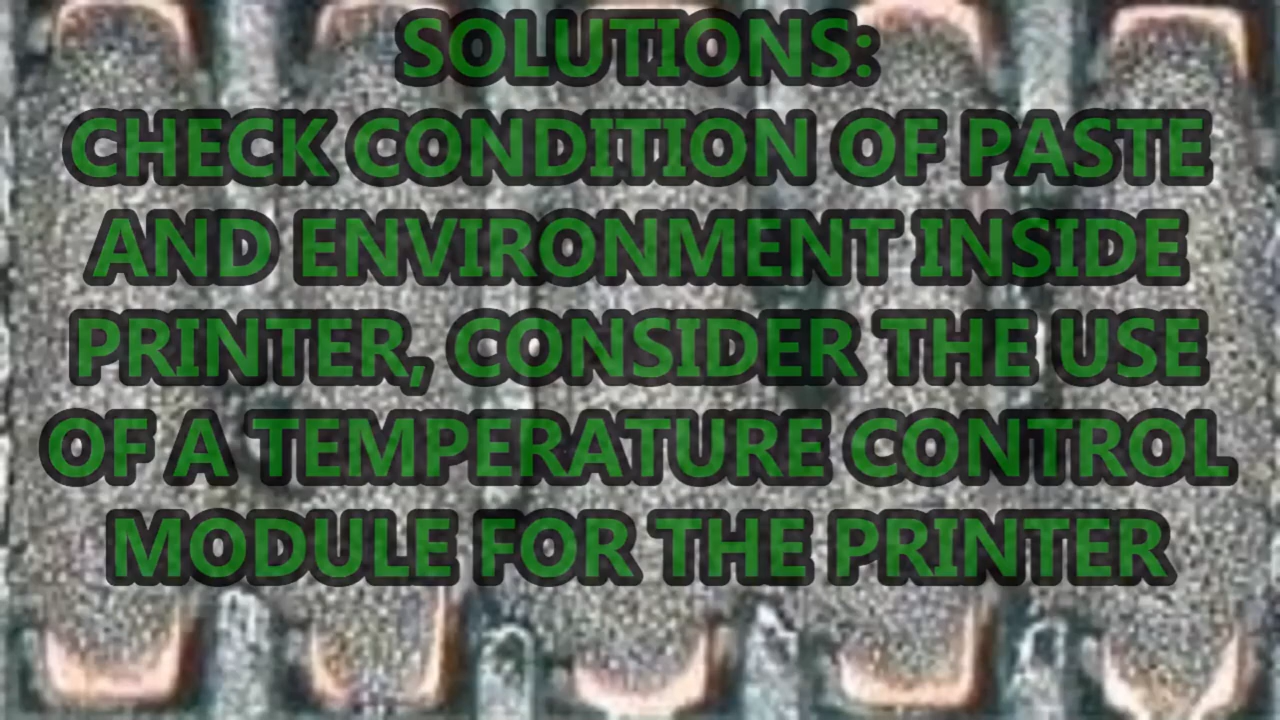 SOLUTIONS:
CHECK CONDITION OF PASTE
AND ENVIRONMENT INSIDE
PRINTER, CONSIDER THE USE
OF A TEMPERATURE CONTROL
MODULE FOR THE PRINTER